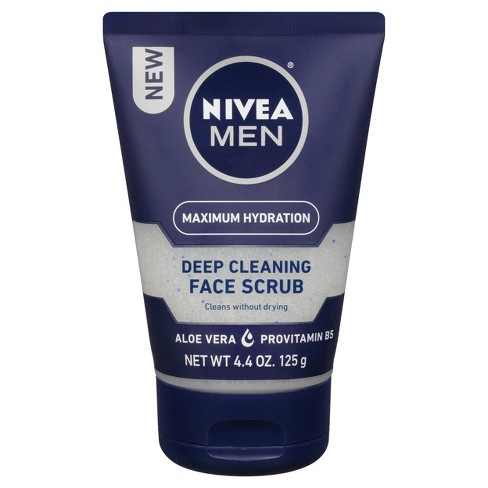 NEW
®
NIVEA
MEN
MAXIMUM HYDRATION
DEEP CLEANING
FACE SCRUB
Cleans without drying
ALOE VERA PROVITAMIN B5
NET WT 4.4 OZ. 125 g